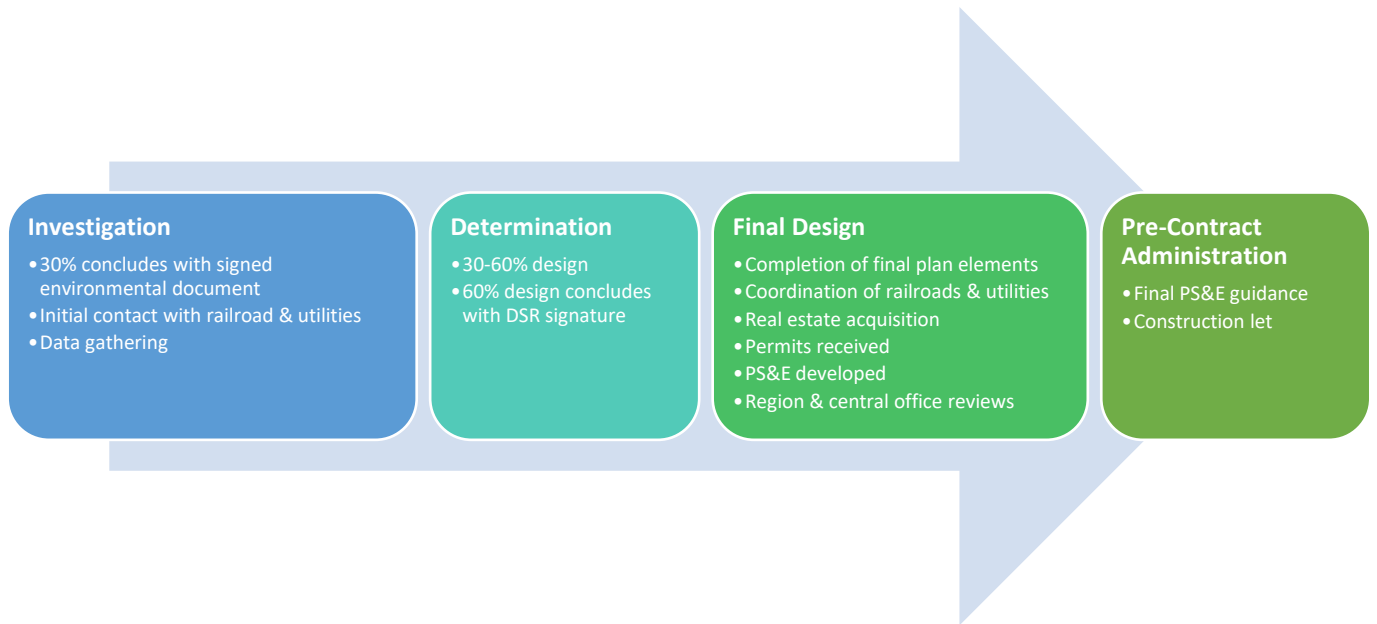 Investigation
•30% concludes with signed
environmental document
•Initial contact with railroad & utilities
•Data gathering
Determination
•30-60% design
•60% design concludes
with DSR signature
Final Design
•Completion of final plan elements
•Coordination of railroads & utilities
•Real estate acquisition
•Permits received
•PS&E developed
•Region & central office reviews
Pre-Contract
Administration
•Final PS&E guidance
•Construction let